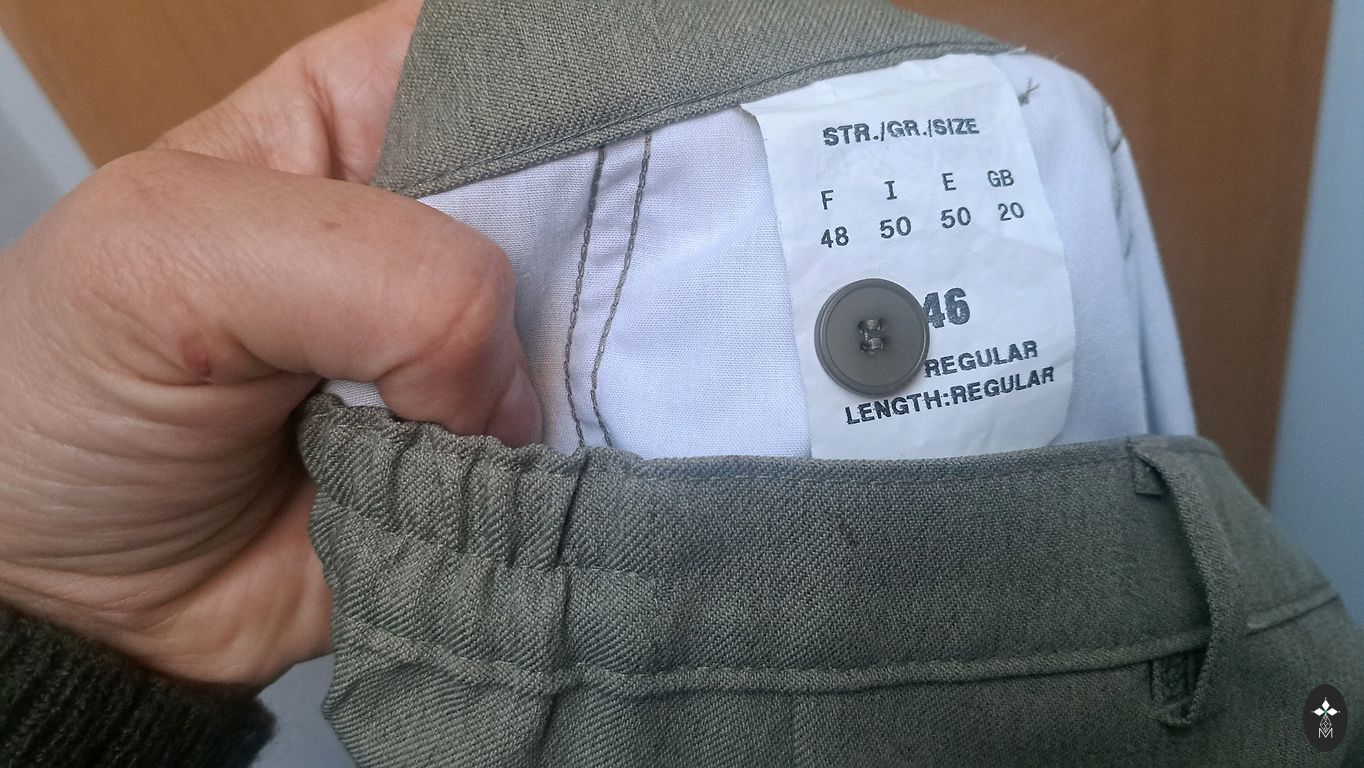 STR./GR./SIZE
F I E GB
48 50 50 20
46
REGULAR
LENGTH:REGULAR
M